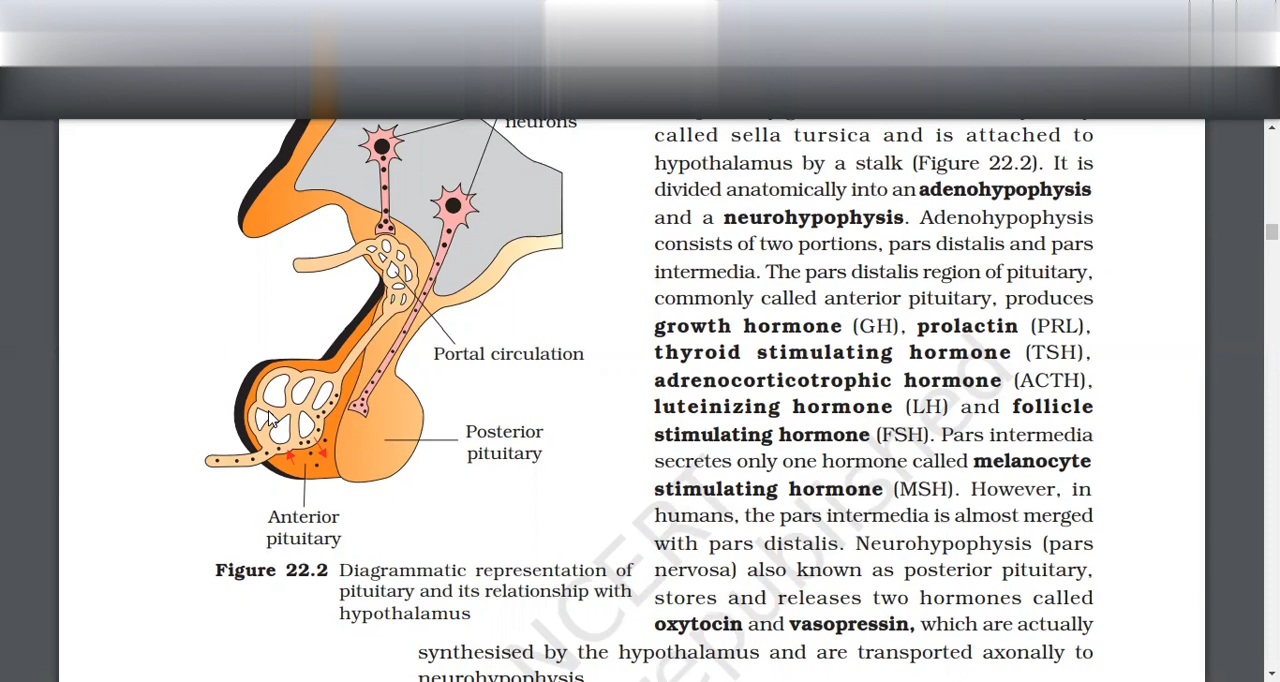 neurons
Portal circulation
Posterior
pituitary
Anterior
pituitary
Figure 22.2 Diagrammatic representation of
pituitary and its relationship with
hypothalamus
called sella tursica and is attached to
hypothalamus by a stalk (Figure 22.2). It is
divided anatomically into an adenohypophysis
and a neurohypophysis. Adenohypophysis
consists of two portions, pars distalis and pars
intermedia. The pars distalis region of pituitary,
commonly called anterior pituitary, produces
growth hormone (GH), prolactin (PRL),
thyroid stimulating hormone (TSH),
adrenocorticotrophic hormone (ACTH),
luteinizing hormone (LH) and follicle
stimulating hormone (FSH). Pars intermedia
secretes only one hormone called melanocyte
stimulating hormone (MSH). However, in
humans, the pars intermedia is almost merged
with pars distalis. Neurohypophysis (pars
nervosa) also known as posterior pituitary,
stores and releases two hormones called
oxytocin and vasopressin, which are actually
synthesised by the hypothalamus and are transported axonally to
neurohypophysis.
NCERT
republished